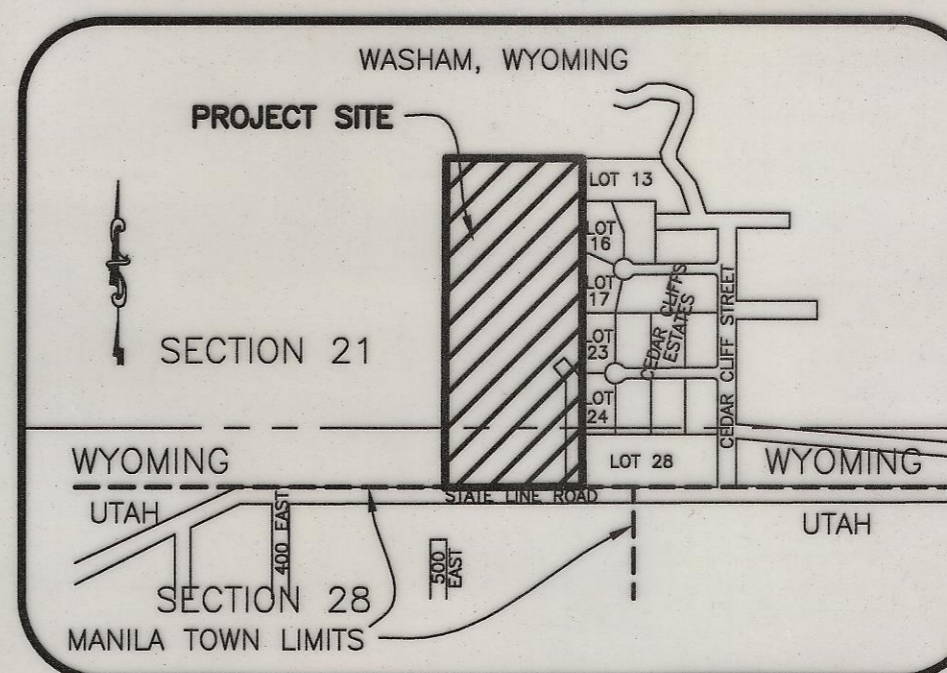 WASHAM, WYOMING
PROJECT SITE
LOT 13
LOT
16
LOT
17
CEDAR CLIFFS
ESTATES
LOT
23
LOT
24
CEDAR CLIFF STREET
SECTION 21
LOT 28
WYOMING
WYOMING
STATE LINE ROAD
UTAH
UTAH
400 EAST
500
EAST
SECTION 28
MANILA TOWN LIMITS